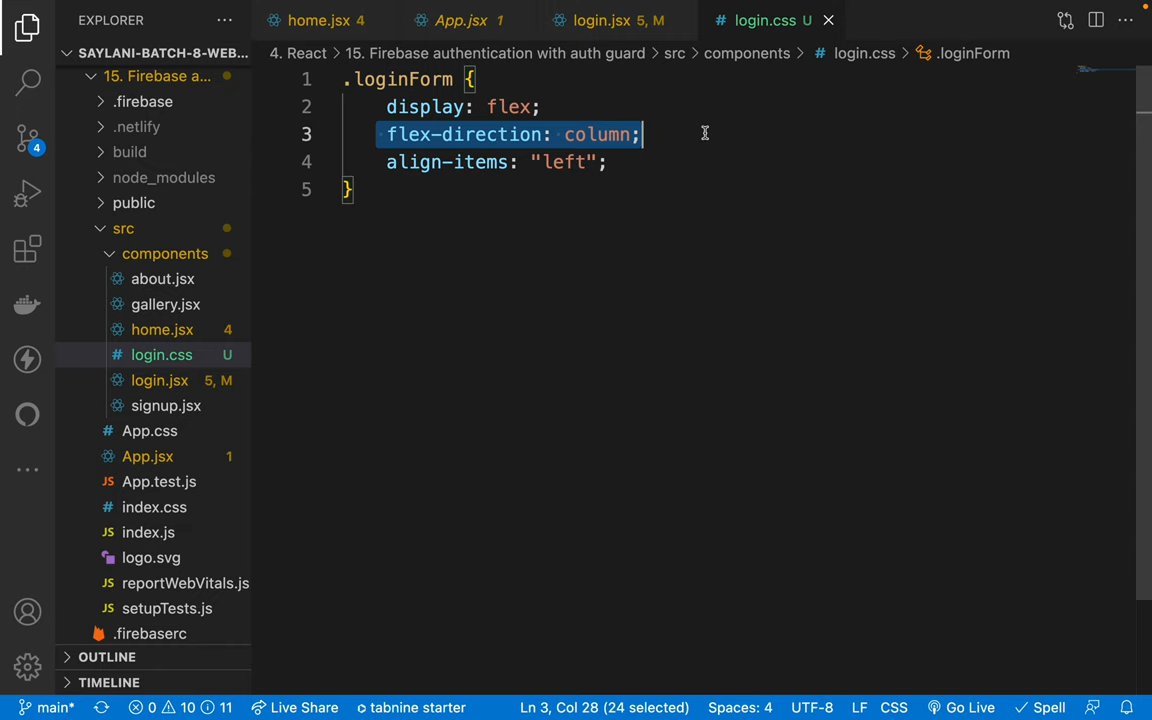 EXPLORER
home.jsx 4
App.jsx 1
login.jsx 5, M
login.css U
SAYLANI-BATCH-8-WEB...
4. React > 15. Firebase authentication with auth guard > src > components > login.css > .loginForm
15. Firebase a...
.firebase
.netlify
build
node_modules
public
src
components
about.jsx
gallery.jsx
home.jsx 4
login.css U
login.jsx 5, M
signup.jsx
App.css
App.jsx 1
App.test.js
index.css
index.js
logo.svg
reportWebVitals.js
setupTests.js
.firebaserc
OUTLINE
TIMELINE
4
1 .loginForm {
2 display: flex;
3 flex-direction: column;
4 align-items: "left";
5 }
main* 0 10 11 Live Share tabnine starter Ln 3, Col 28 (24 selected) Spaces: 4 UTF-8 LF CSS Go Live Spell